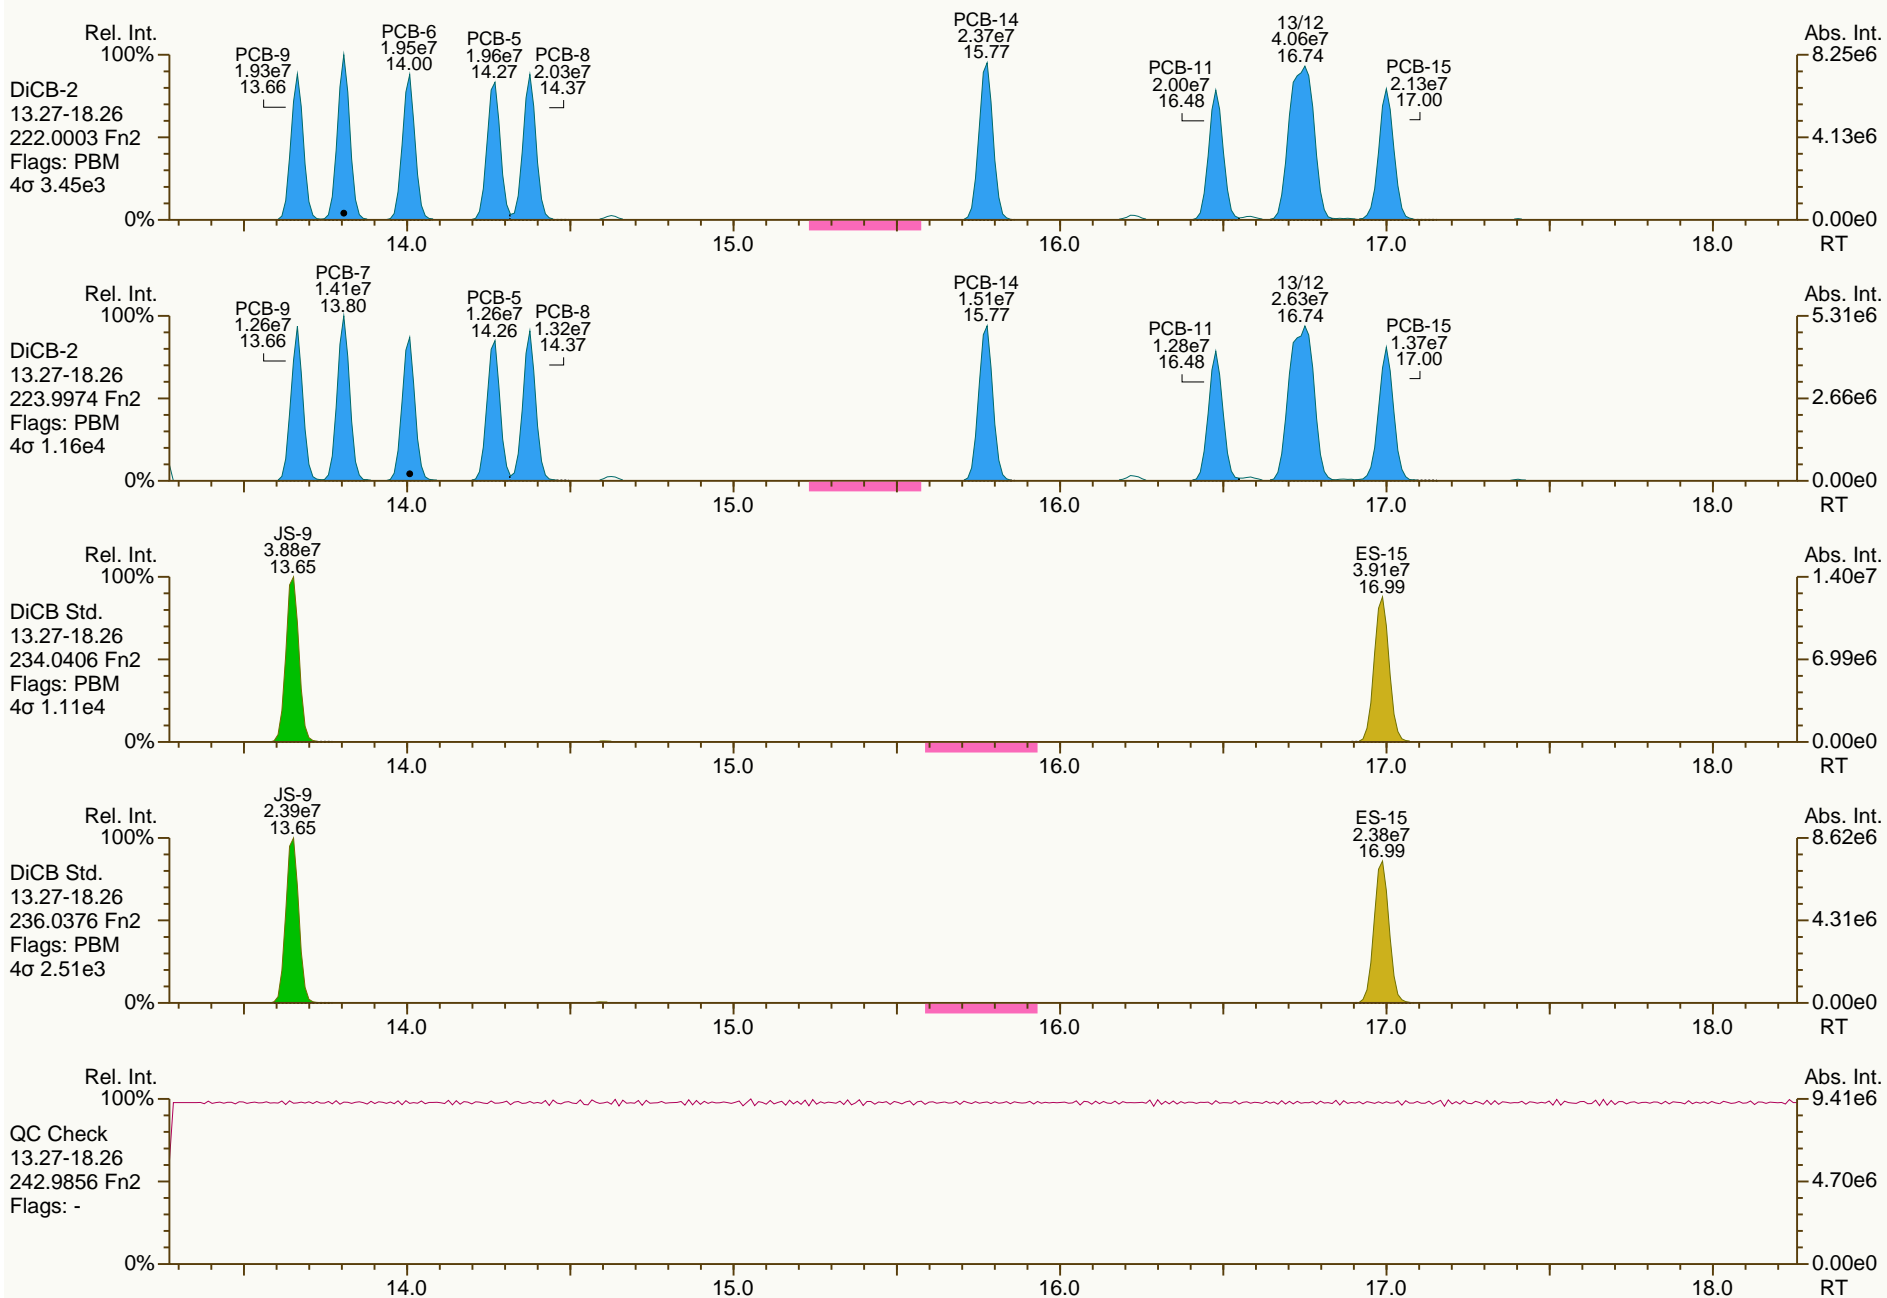 Rel. Int.
100%
0%
DiCB-2
13.27-18.26
222.0003 Fn2
Flags: PBM
4σ 3.45e3
PCB-9
1.93e7
13.66
PCB-6
1.95e7
14.00
PCB-5
1.96e7
14.27
PCB-8
2.03e7
14.37
PCB-14
2.37e7
15.77
PCB-11
2.00e7
16.48
13/12
4.06e7
16.74
PCB-15
2.13e7
17.00
Abs. Int.
8.25e6
4.13e6
0.00e0
14.0 15.0 16.0 17.0 18.0 RT
Rel. Int.
100%
0%
DiCB-2
13.27-18.26
223.9974 Fn2
Flags: PBM
4σ 1.16e4
PCB-9
1.26e7
13.66
PCB-7
1.41e7
13.80
PCB-5
1.26e7
14.26
PCB-8
1.32e7
14.37
PCB-14
1.51e7
15.77
PCB-11
1.28e7
16.48
13/12
2.63e7
16.74
PCB-15
1.37e7
17.00
Abs. Int.
5.31e6
2.66e6
0.00e0
14.0 15.0 16.0 17.0 18.0 RT
Rel. Int.
100%
0%
DiCB Std.
13.27-18.26
234.0406 Fn2
Flags: PBM
4σ 1.11e4
JS-9
3.88e7
13.65
ES-15
3.91e7
16.99
Abs. Int.
1.40e7
6.99e6
0.00e0
14.0 15.0 16.0 17.0 18.0 RT
Rel. Int.
100%
0%
DiCB Std.
13.27-18.26
236.0376 Fn2
Flags: PBM
4σ 2.51e3
JS-9
2.39e7
13.65
ES-15
2.38e7
16.99
Abs. Int.
8.62e6
4.31e6
0.00e0
14.0 15.0 16.0 17.0 18.0 RT
Rel. Int.
100%
0%
QC Check
13.27-18.26
242.9856 Fn2
Flags: -
Abs. Int.
9.41e6
4.70e6
0.00e0
14.0 15.0 16.0 17.0 18.0 RT